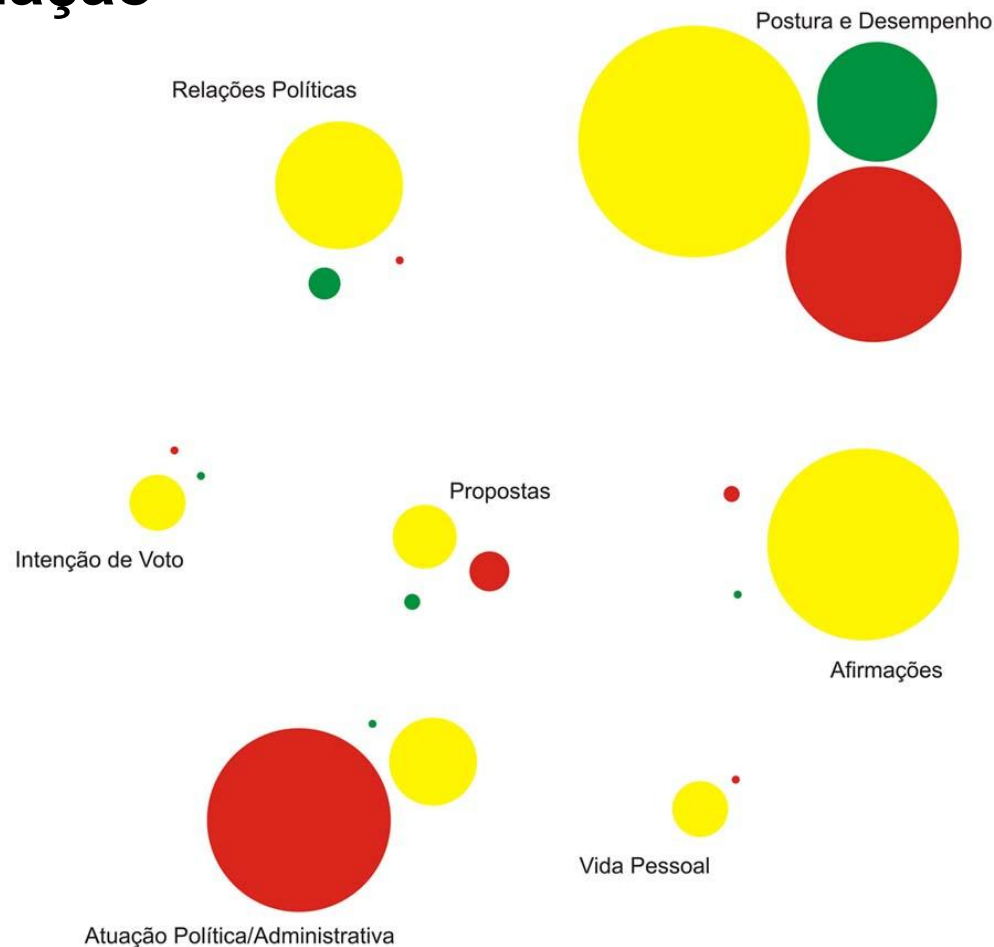 Postura e Desempenho
Relações Políticas
Propostas
Intenção de Voto
Afirmações
Vida Pessoal
Atuação Política/Administrativa